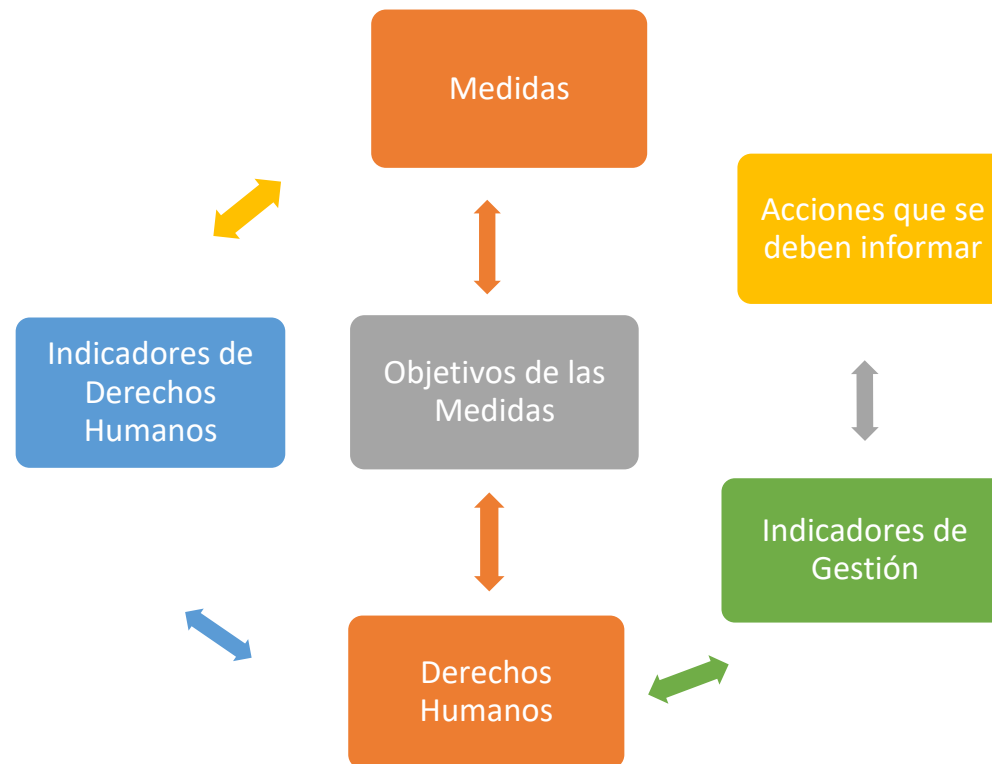 Medidas
Acciones que se
deben informar
Indicadores de
Derechos
Humanos
Objetivos de las
Medidas
Indicadores de
Gestión
Derechos
Humanos